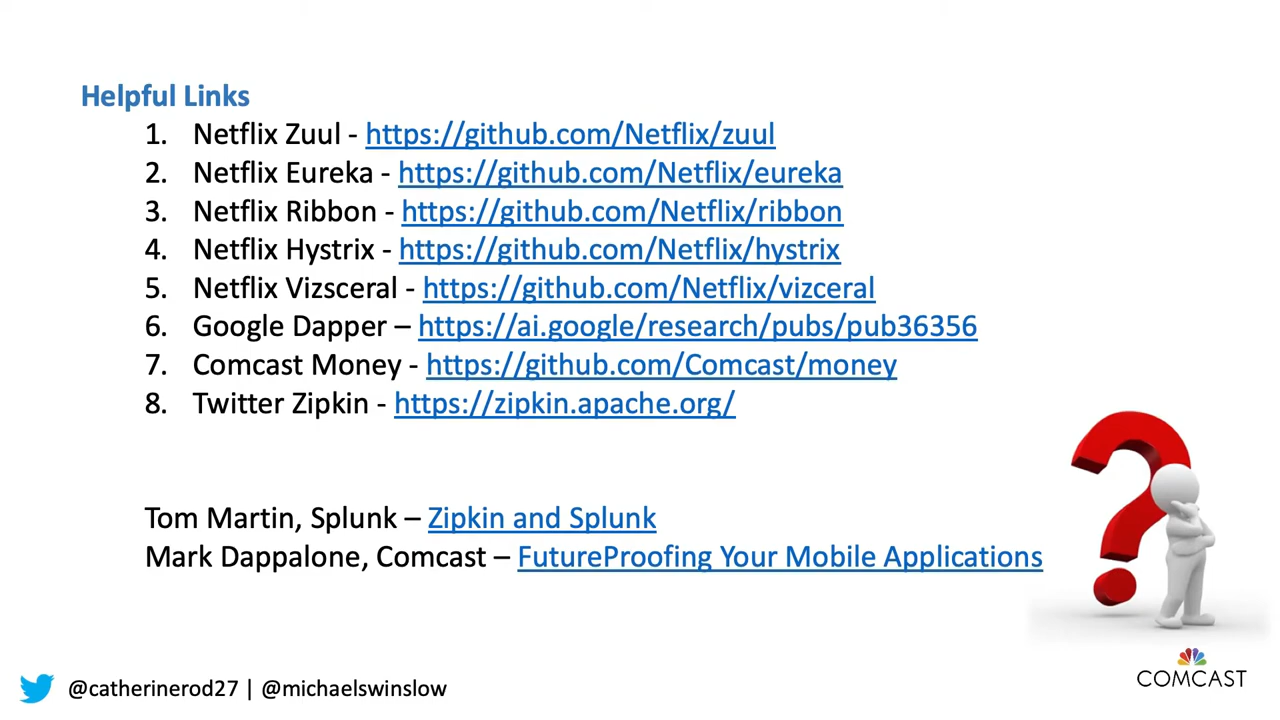 Helpful Links
1. Netflix Zuul - https://github.com/Netflix/zuul
2. Netflix Eureka - https://github.com/Netflix/eureka
3. Netflix Ribbon - https://github.com/Netflix/ribbon
4. Netflix Hystrix - https://github.com/Netflix/hystrix
5. Netflix Vizsceral - https://github.com/Netflix/vizceral
6. Google Dapper – https://ai.google/research/pubs/pub36356
7. Comcast Money - https://github.com/Comcast/money
8. Twitter Zipkin - https://zipkin.apache.org/
Tom Martin, Splunk – Zipkin and Splunk
Mark Dappalone, Comcast – FutureProofing Your Mobile Applications
@catherinerod27 | @michaelswinslow
COMCAST